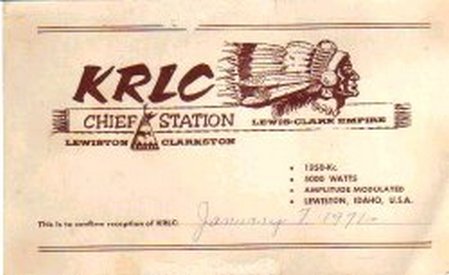 KRLC
CHIEF STATION LEWIS-CLARK EMPIRE
LEWISTON CLARKSTON
• 1350-Kc.
• 5000 WATTS
• AMPLITUDE MODULATED
• LEWISTON, IDAHO, U.S.A.
This is to confirm reception of KRLC: January 7, 1971